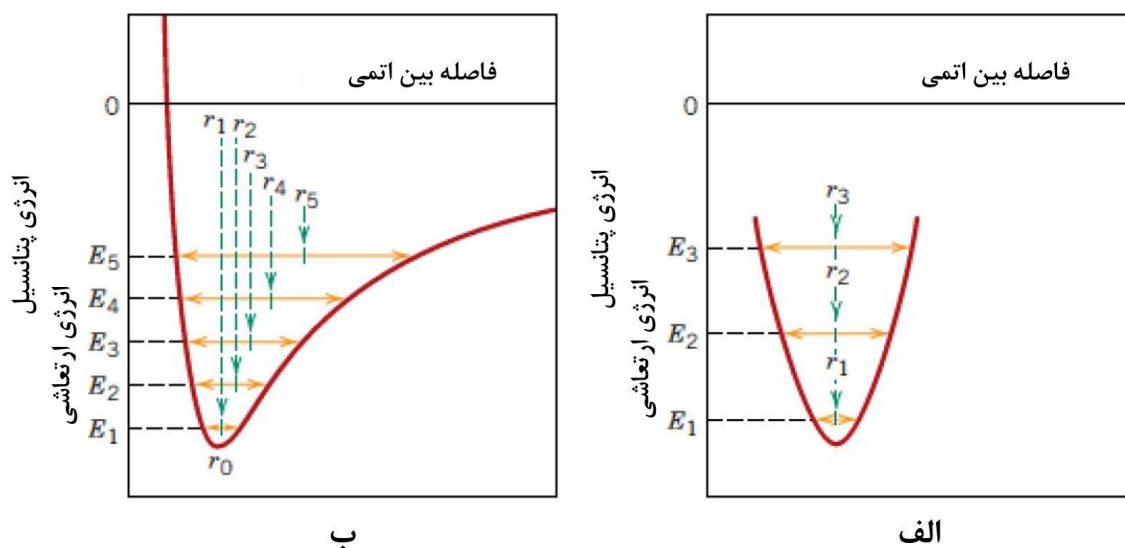 فاصله بین اتمی
0
انرژی پتانسیل
انرژی ارتعاشی
r3
E3
r2
E2
r1
E1
الف
فاصله بین اتمی
0
انرژی پتانسیل
انرژی ارتعاشی
r1 r2
r3
r4
r5
E5
E4
E3
E2
E1
r0
ب